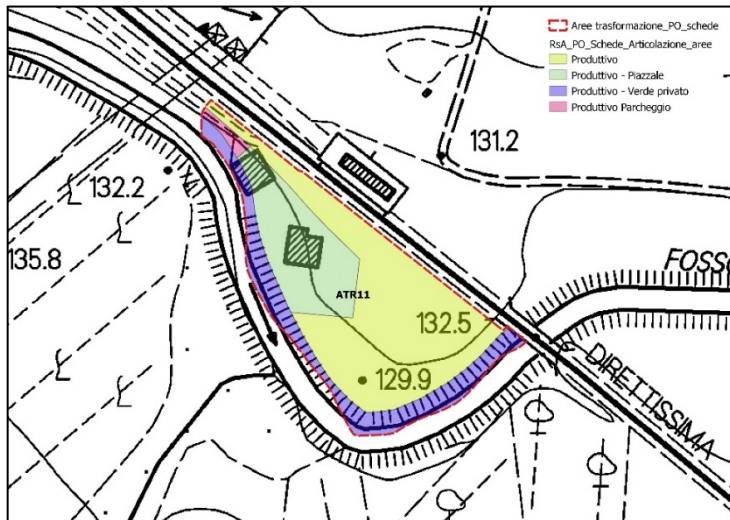 Aree trasformazione_PO_schede
RsA_PO_Schede_Articolazione_aree
Produttivo
Produttivo - Piazzale
Produttivo - Verde privato
Produttivo Parcheggio
131.2
132.2
135.8
FOSSO
ATR11
132.5
129.9
DIRETTISSIMA